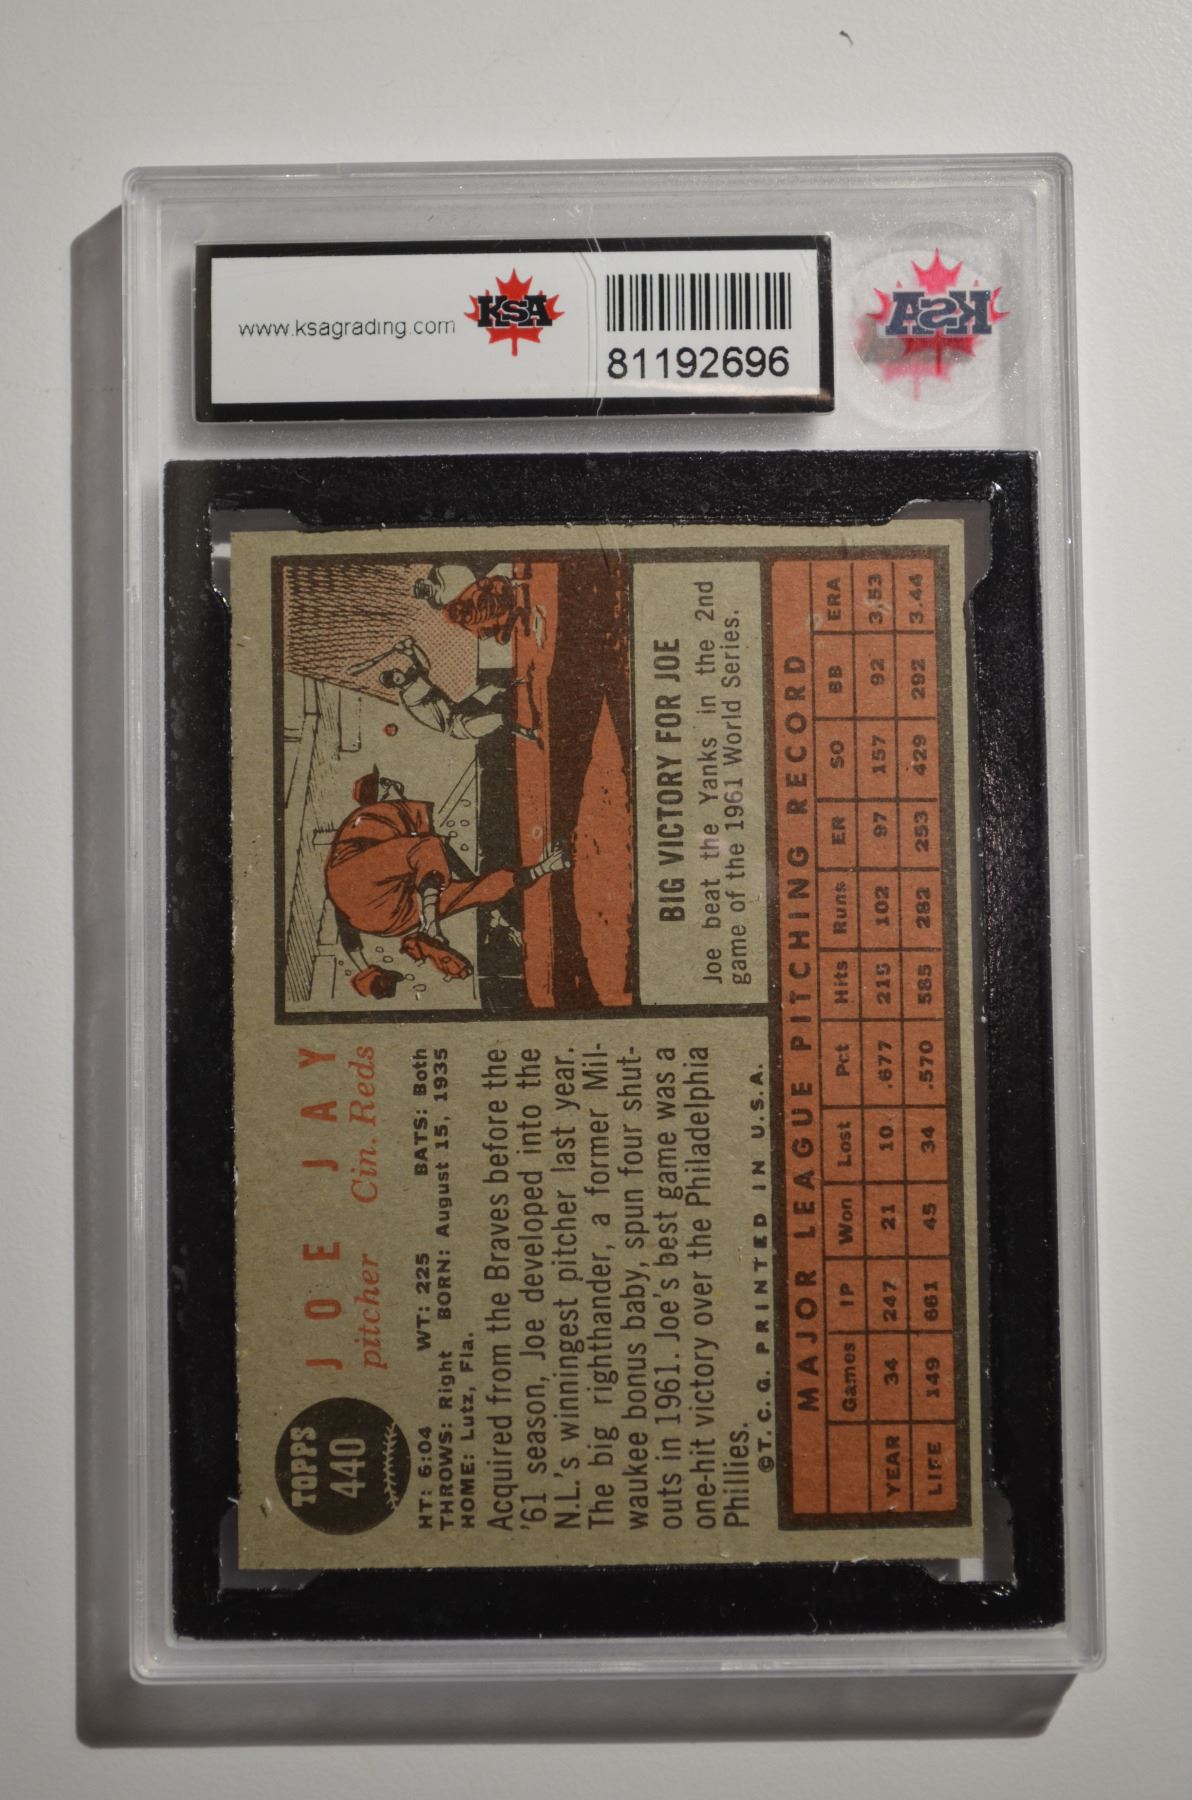 www.ksagrading.com
KSA
81192696
KSA
TOPPS
440
JOE JAY
pitcher Cin. Reds
HT: 6:04 WT: 225 BATS: Both
THROWS: Right BORN: August 15, 1935
HOME: Lutz, Fla.
Acquired from the Braves before the
'61 season, Joe developed into the
N.L.'s winningest pitcher last year.
The big righthander, a former Mil-
waukee bonus baby, spun four shut-
outs in 1961. Joe's best game was a
one-hit victory over the Philadelphia
Phillies.
©T. C. G. PRINTED IN U.S.A.
BIG VICTORY FOR JOE
Joe beat the Yanks in the 2nd
game of the 1961 World Series.
MAJOR LEAGUE PITCHING RECORD
Games IP Won Lost Pct Hits Runs ER SO BB ERA
YEAR 34 247 21 10 .677 215 102 97 157 92 3.53
LIFE 149 661 45 34 .570 585 282 253 429 292 3.44